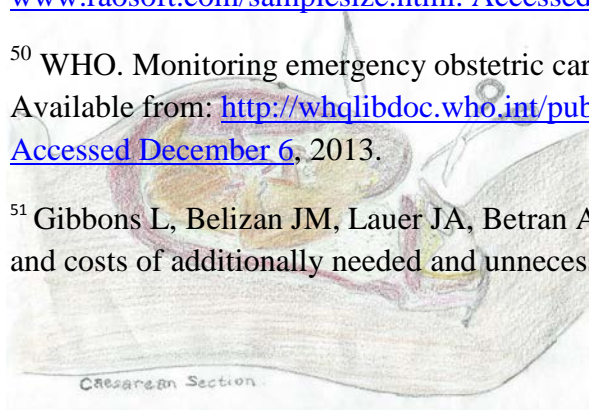 www.raosoft.com/samplesize.html. Accessed
50 WHO. Monitoring emergency obstetric car
Available from: http://whqlibdoc.who.int/pub
Accessed December 6, 2013.
51 Gibbons L, Belizan JM, Lauer JA, Betran A
and costs of additionally needed and unneces
Caesarean Section